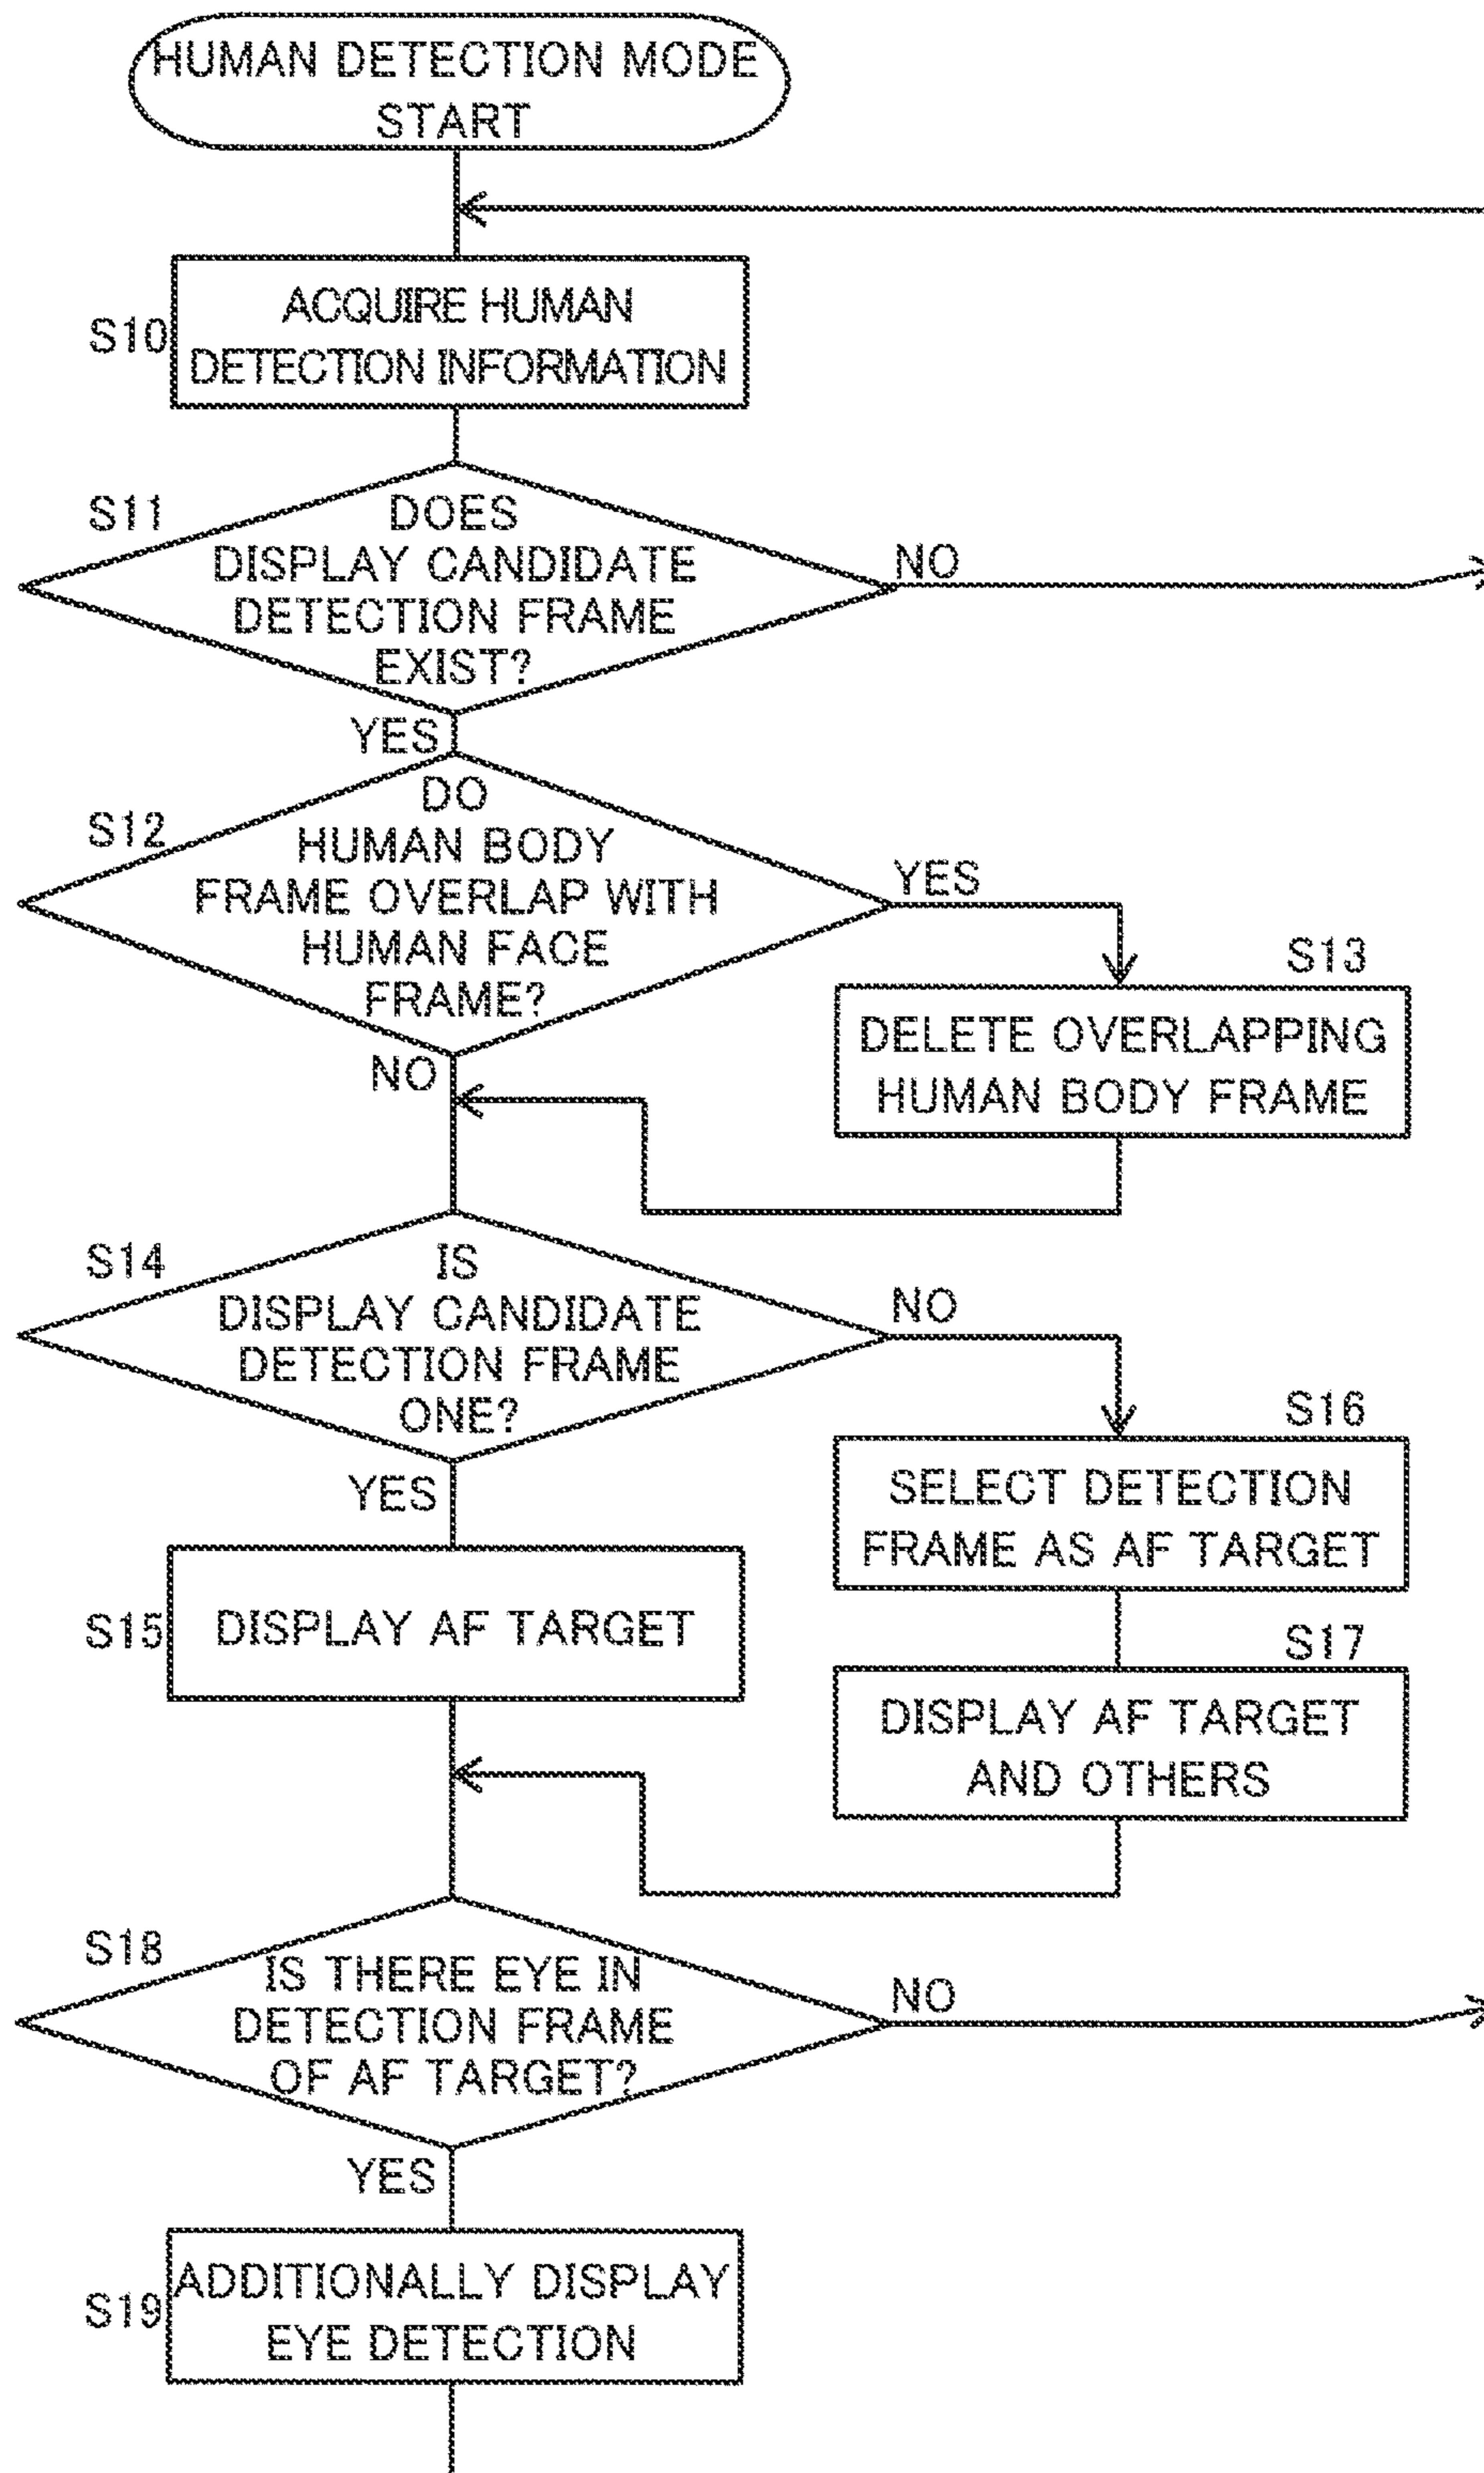 HUMAN DETECTION MODE
START
S10
ACQUIRE HUMAN
DETECTION INFORMATION
S11
DOES
DISPLAY CANDIDATE
DETECTION FRAME
EXIST?
NO
YES
S12
DO
HUMAN BODY
FRAME OVERLAP WITH
HUMAN FACE
FRAME?
YES
NO
S13
DELETE OVERLAPPING
HUMAN BODY FRAME
S14
IS
DISPLAY CANDIDATE
DETECTION FRAME
ONE?
NO
YES
S16
SELECT DETECTION
FRAME AS AF TARGET
S15
DISPLAY AF TARGET
S17
DISPLAY AF TARGET
AND OTHERS
S18
IS THERE EYE IN
DETECTION FRAME
OF AF TARGET?
NO
YES
S19
ADDITIONALLY DISPLAY
EYE DETECTION